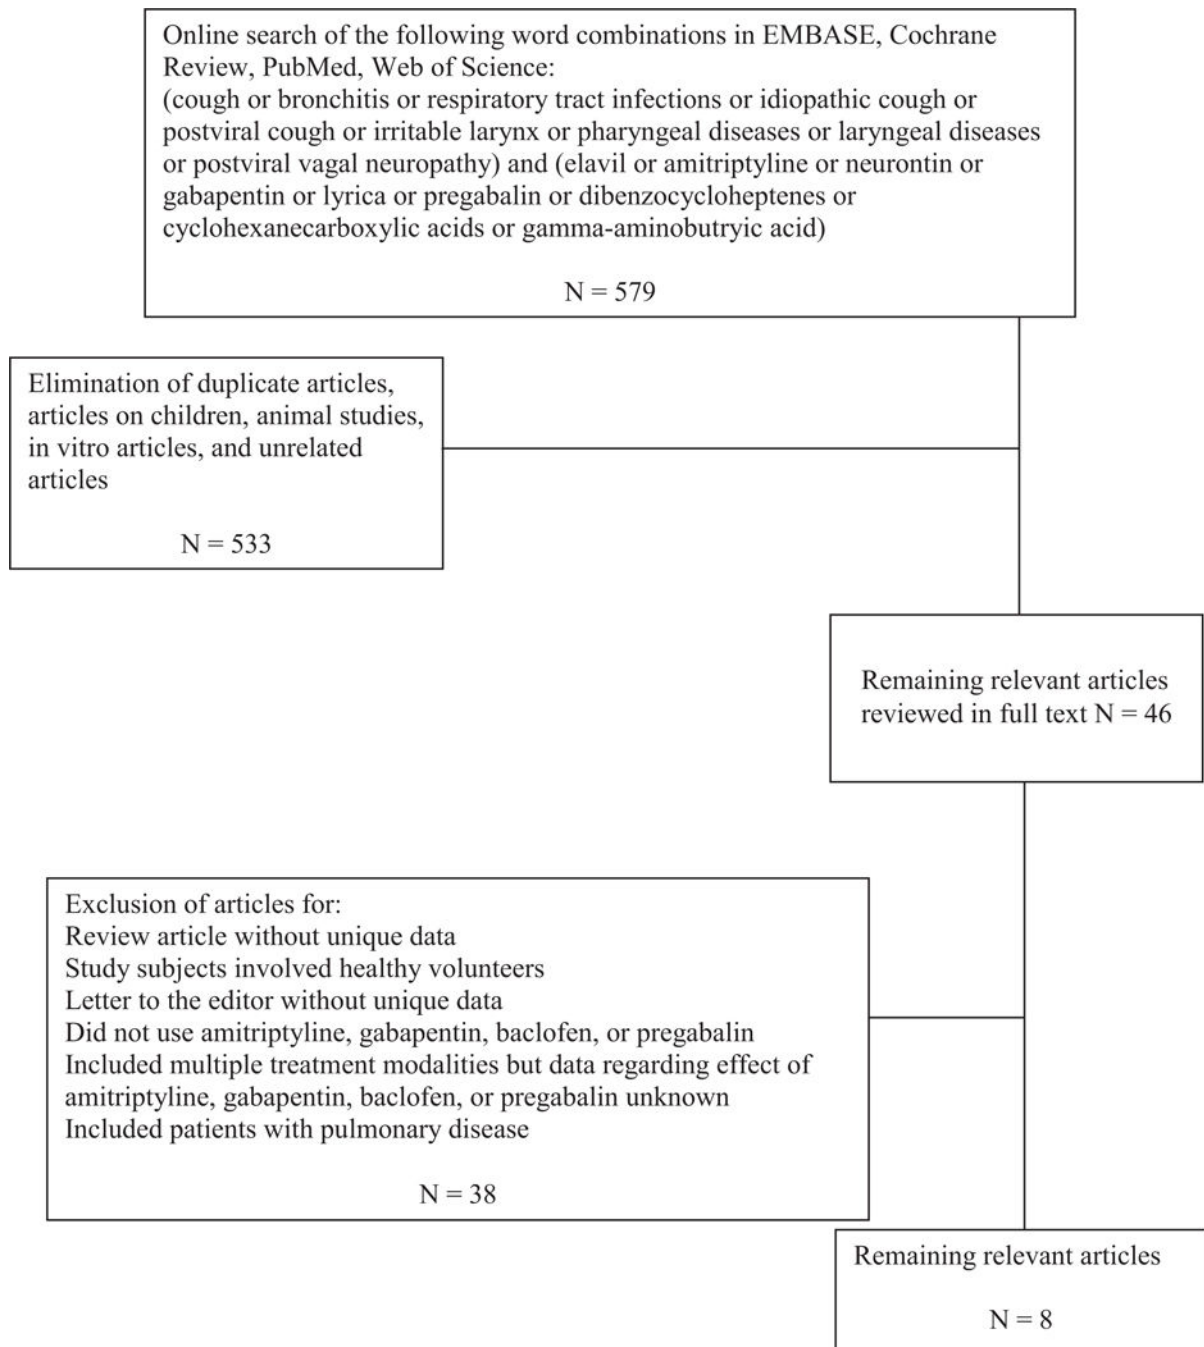 Online search of the following word combinations in EMBASE, Cochrane
Review, PubMed, Web of Science:
(cough or bronchitis or respiratory tract infections or idiopathic cough or
postviral cough or irritable larynx or pharyngeal diseases or laryngeal diseases
or postviral vagal neuropathy) and (elavil or amitriptyline or neurontin or
gabapentin or lyrica or pregabalin or dibenzocycloheptenes or
cyclohexanecarboxylic acids or gamma-aminobutryic acid)
N = 579
Elimination of duplicate articles,
articles on children, animal studies,
in vitro articles, and unrelated
articles
N = 533
Remaining relevant articles
reviewed in full text N = 46
Exclusion of articles for:
Review article without unique data
Study subjects involved healthy volunteers
Letter to the editor without unique data
Did not use amitriptyline, gabapentin, baclofen, or pregabalin
Included multiple treatment modalities but data regarding effect of
amitriptyline, gabapentin, baclofen, or pregabalin unknown
Included patients with pulmonary disease
N = 38
Remaining relevant articles
N = 8